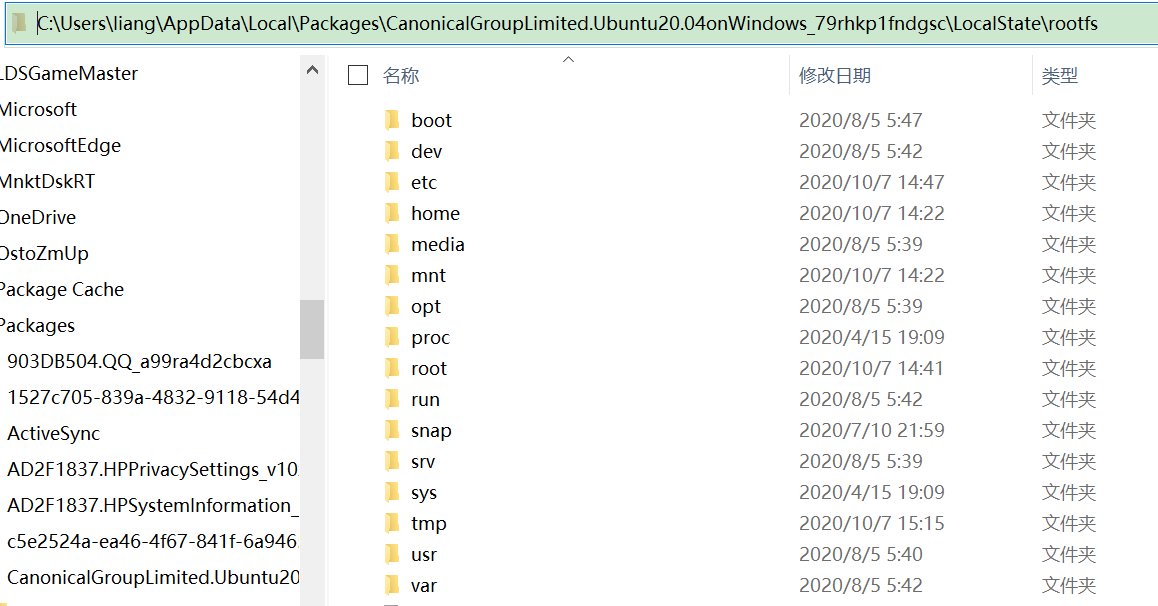 C:\Users\liang\AppData\Local\Packages\CanonicalGroupLimited.Ubuntu20.04onWindows_79rhkp1fndgsc\LocalState\rootfs
LDSGameMaster
Microsoft
MicrosoftEdge
MnktDskRT
OneDrive
OstoZmUp
Package Cache
Packages
903DB504.QQ_a99ra4d2cbcxa
1527c705-839a-4832-9118-54d4
ActiveSync
AD2F1837.HPPrivacySettings_v10
AD2F1837.HPSystemInformation_
c5e2524a-ea46-4f67-841f-6a946
CanonicalGroupLimited.Ubuntu20
名称 修改日期 类型
boot 2020/8/5 5:47 文件夹
dev 2020/8/5 5:42 文件夹
etc 2020/10/7 14:47 文件夹
home 2020/10/7 14:22 文件夹
media 2020/8/5 5:39 文件夹
mnt 2020/10/7 14:22 文件夹
opt 2020/8/5 5:39 文件夹
proc 2020/4/15 19:09 文件夹
root 2020/10/7 14:41 文件夹
run 2020/8/5 5:42 文件夹
snap 2020/7/10 21:59 文件夹
srv 2020/8/5 5:39 文件夹
sys 2020/4/15 19:09 文件夹
tmp 2020/10/7 15:15 文件夹
usr 2020/8/5 5:40 文件夹
var 2020/8/5 5:42 文件夹